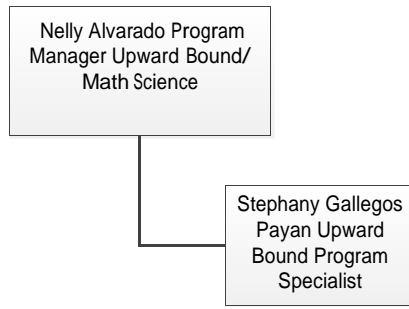 Nelly Alvarado Program
Manager Upward Bound/
Math Science
Stephany Gallegos
Payan Upward
Bound Program
Specialist